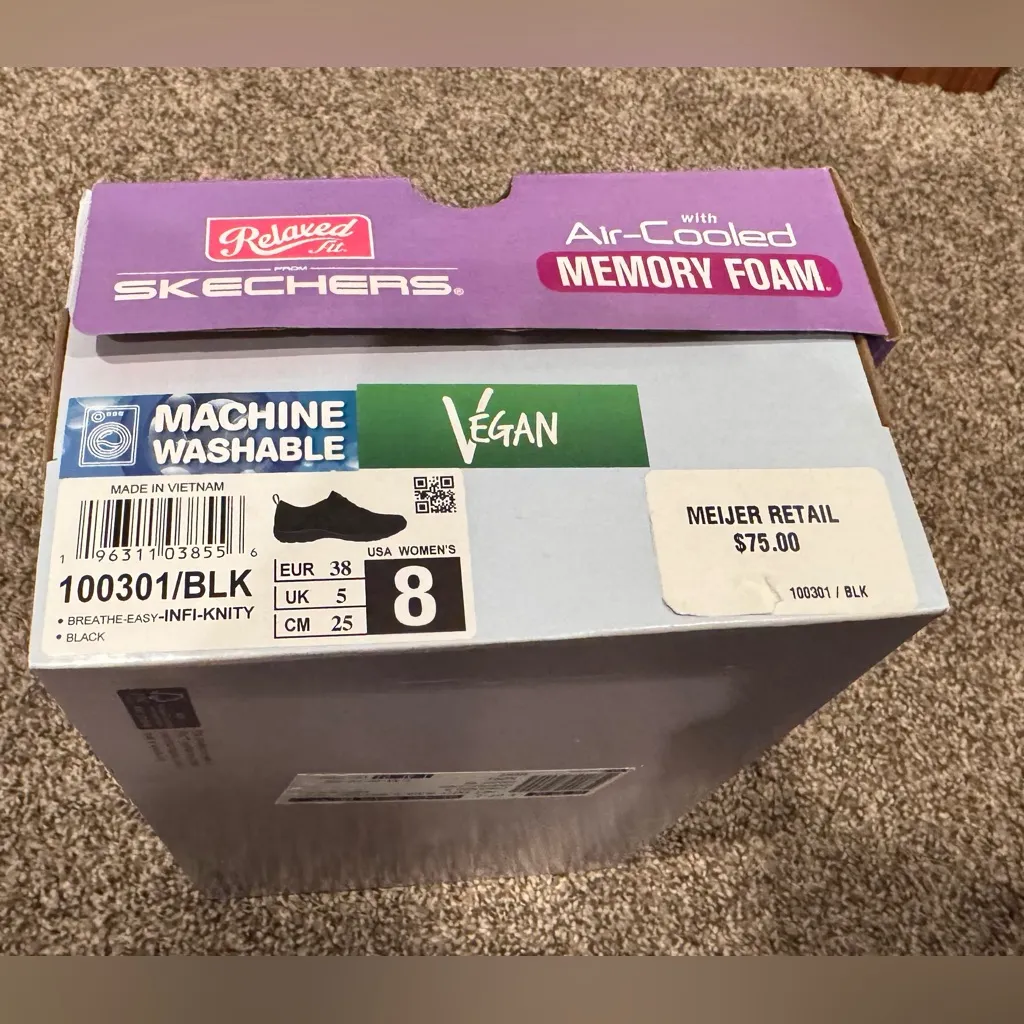 Relaxed
Fit.
FROM
SKECHERS®
with
Air-Cooled
MEMORY FOAM®
MACHINE
WASHABLE
VEGAN
MADE IN VIETNAM
1 96311 03855 6
100301/BLK
• BREATHE-EASY-INFI-KNITY
• BLACK
USA WOMEN'S
EUR 38
UK 5
CM 25
8
MEIJER RETAIL
$75.00
100301 / BLK